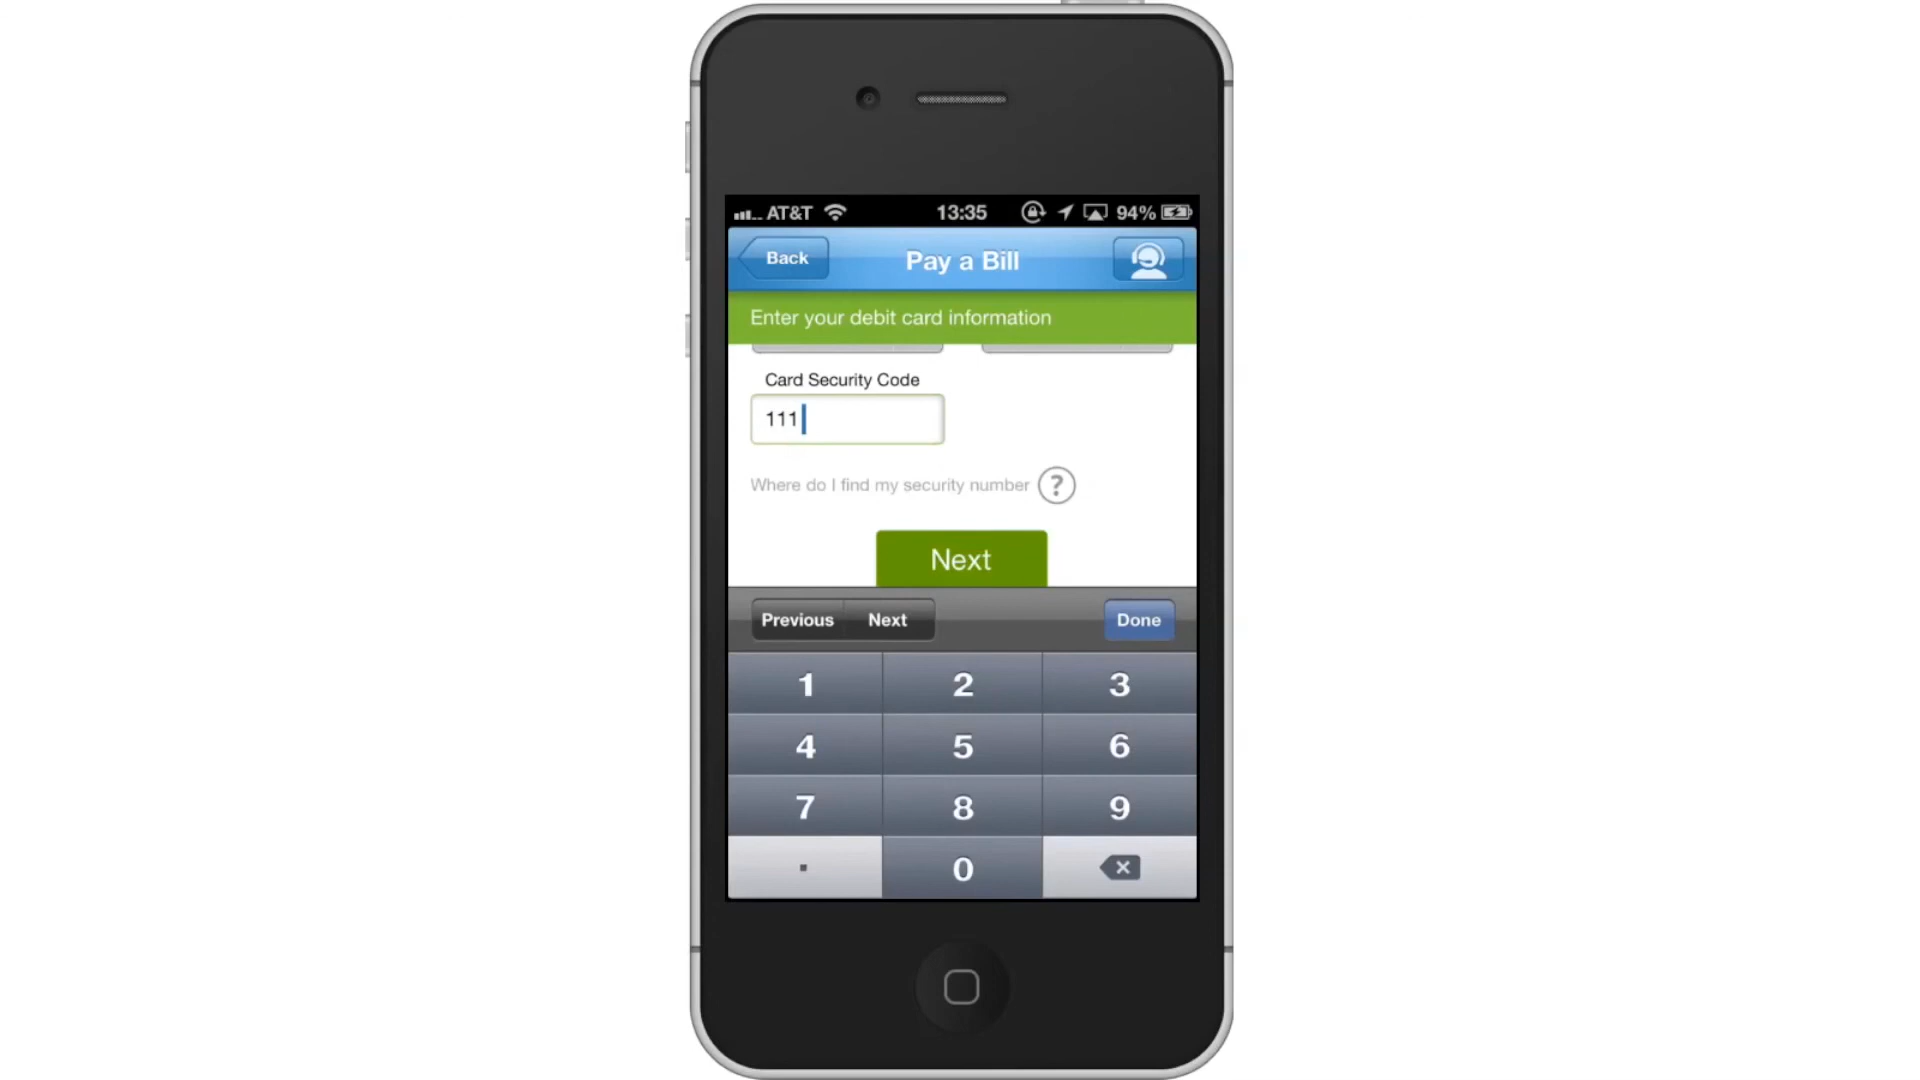 AT&T 13:35 94%
Back Pay a Bill
Enter your debit card information
Card Security Code
111
Where do I find my security number ?
Next
Previous Next Done
1 2 3
4 5 6
7 8 9
. 0